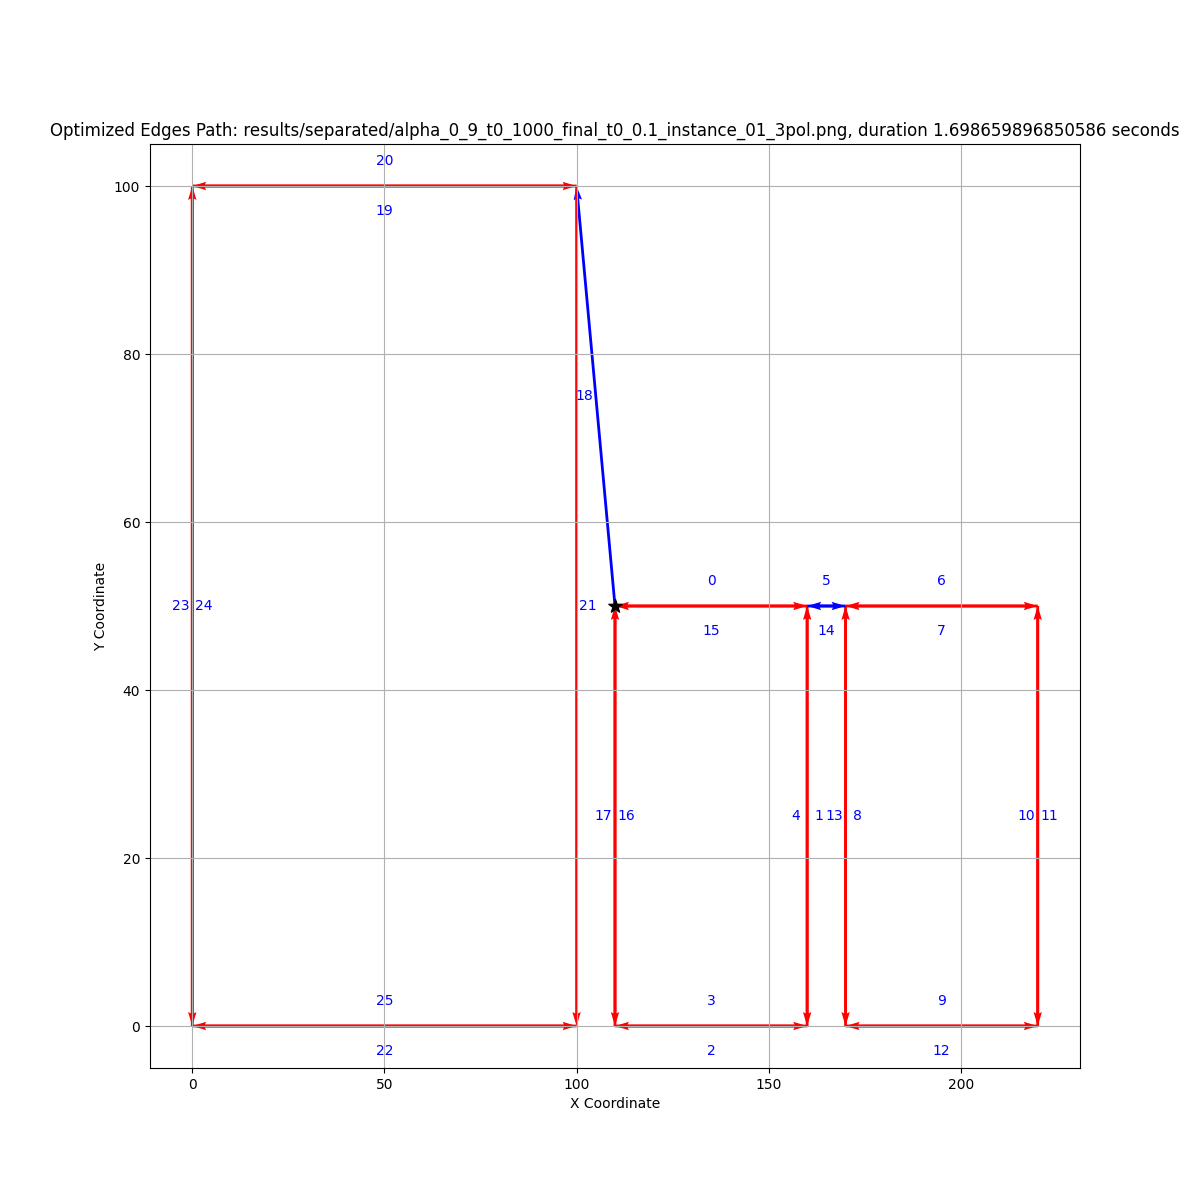 Optimized Edges Path: results/separated/alpha_0_9_t0_1000_final_t0_0.1_instance_01_3pol.png, duration 1.698659896850586 seconds
20
100
19
80
18
60
0 5 6
23 24 21
15 14 7
Y Coordinate
40
17 16 4 1 13 8 10 11
20
25 3 9
0
22 2 12
0 50 100 150 200
X Coordinate